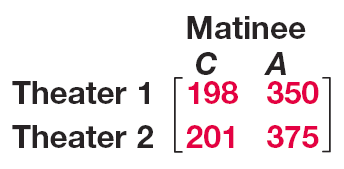 Matinee
C A
Theater 1 198 350
Theater 2 201 375